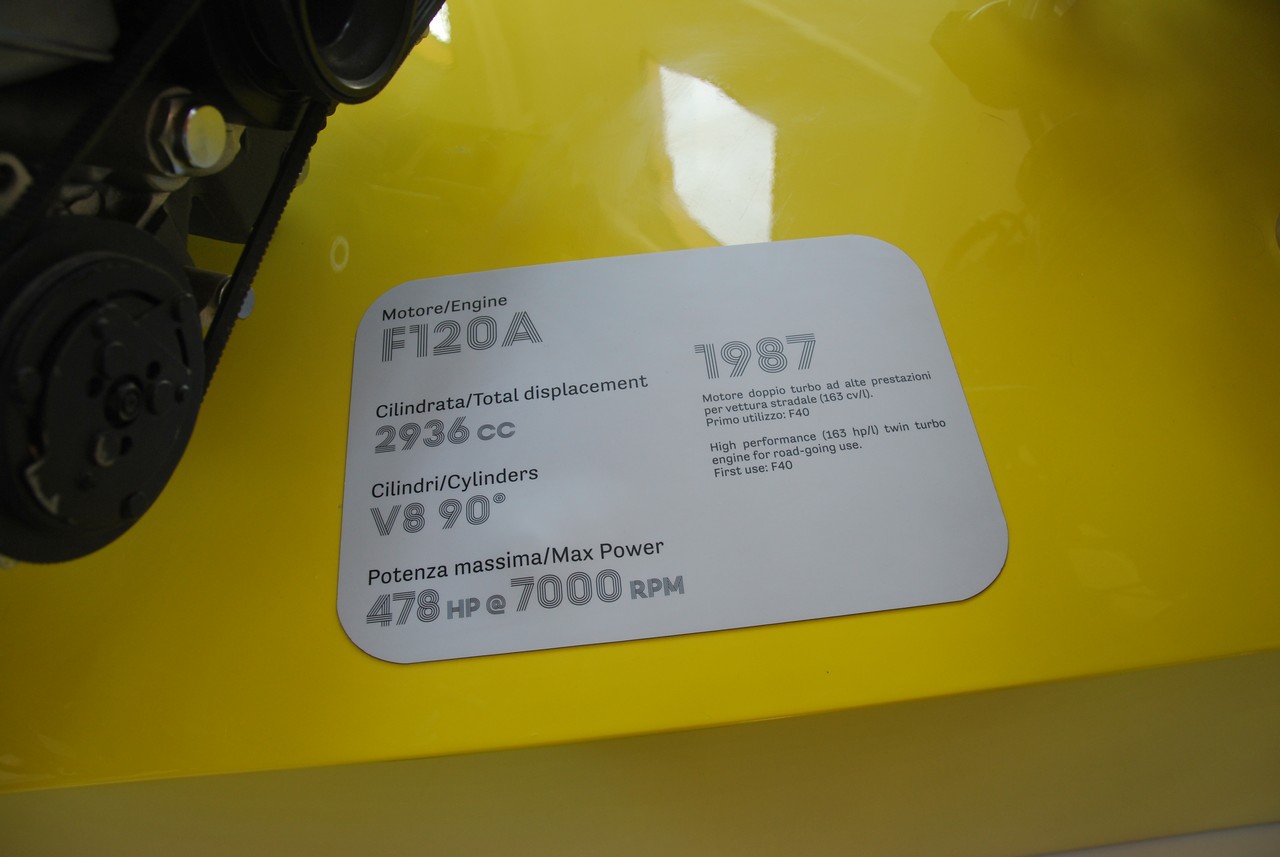 Motore/Engine
F120A
Cilindrata/Total displacement
2936 CC
Cilindri/Cylinders
V8 90°
Potenza massima/Max Power
478 HP @ 7000 RPM
1987
Motore doppio turbo ad alte prestazioni
per vettura stradale (163 cv/l).
Primo utilizzo: F40
High performance (163 hp/l) twin turbo
engine for road-going use.
First use: F40